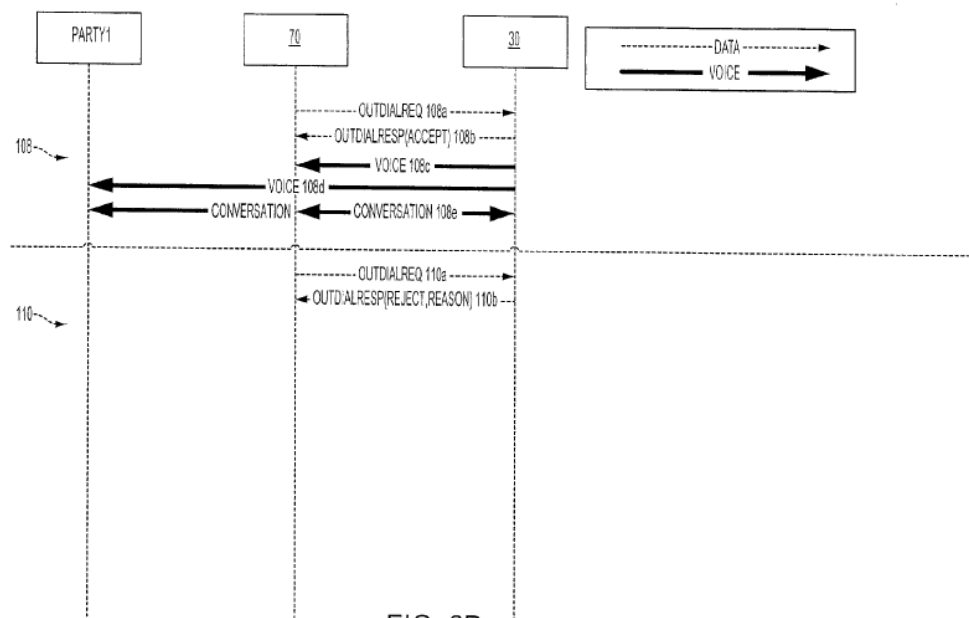 PARTY1
70
30
DATA
VOICE
OUTDIALREQ 108a
OUTDIALRESP(ACCEPT) 108b
108
VOICE 108c
VOICE 108d
CONVERSATION
CONVERSATION 108e
OUTDIALREQ 110a
OUTDIALRESP(REJECT,REASON) 110b
110